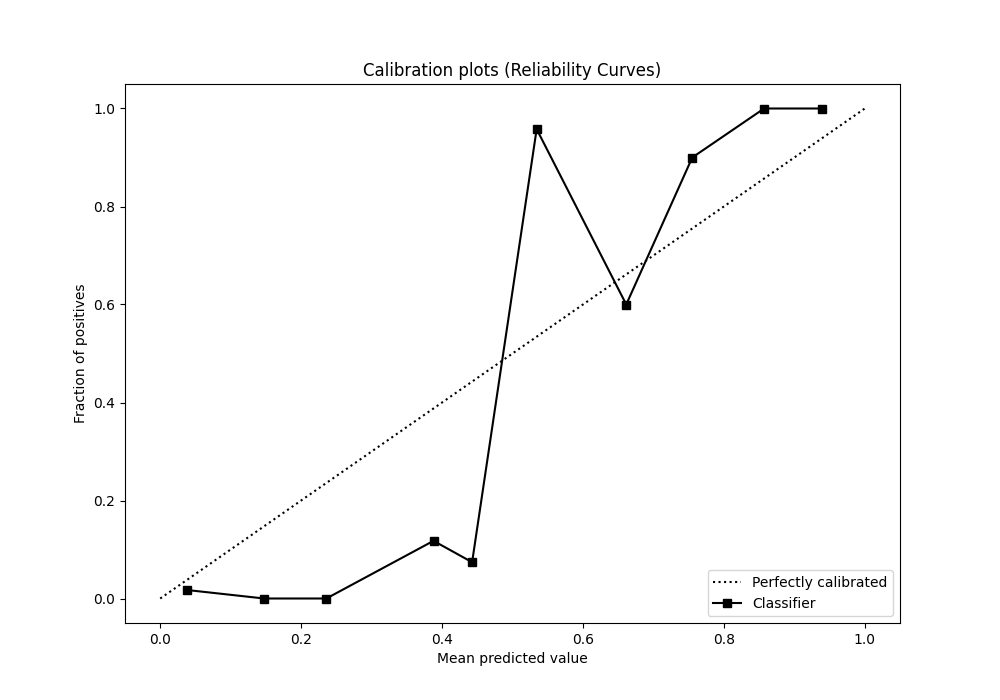 Calibration plots (Reliability Curves)
1.0
0.8
0.6
0.4
0.2
0.0
Fraction of positives
0.0 0.2 0.4 0.6 0.8 1.0
Mean predicted value
Perfectly calibrated
Classifier